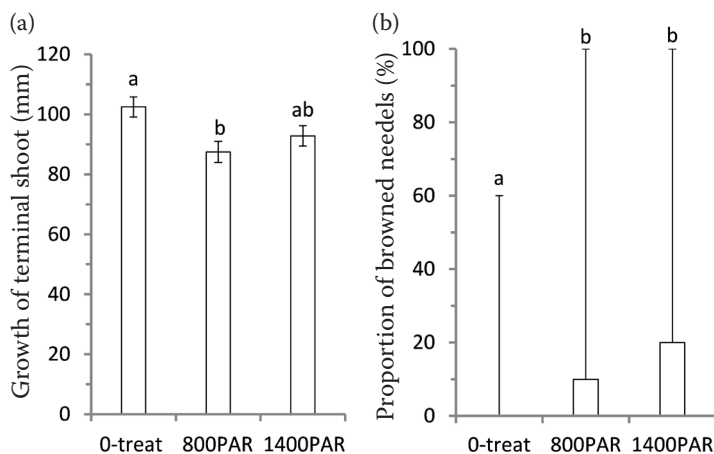 (a)
Growth of terminal shoot (mm)
120
100
80
60
40
20
0
a
b
ab
0-treat 800PAR 1400PAR
(b)
Proportion of browned needels (%)
100
80
60
40
20
0
a
b
b
0-treat 800PAR 1400PAR